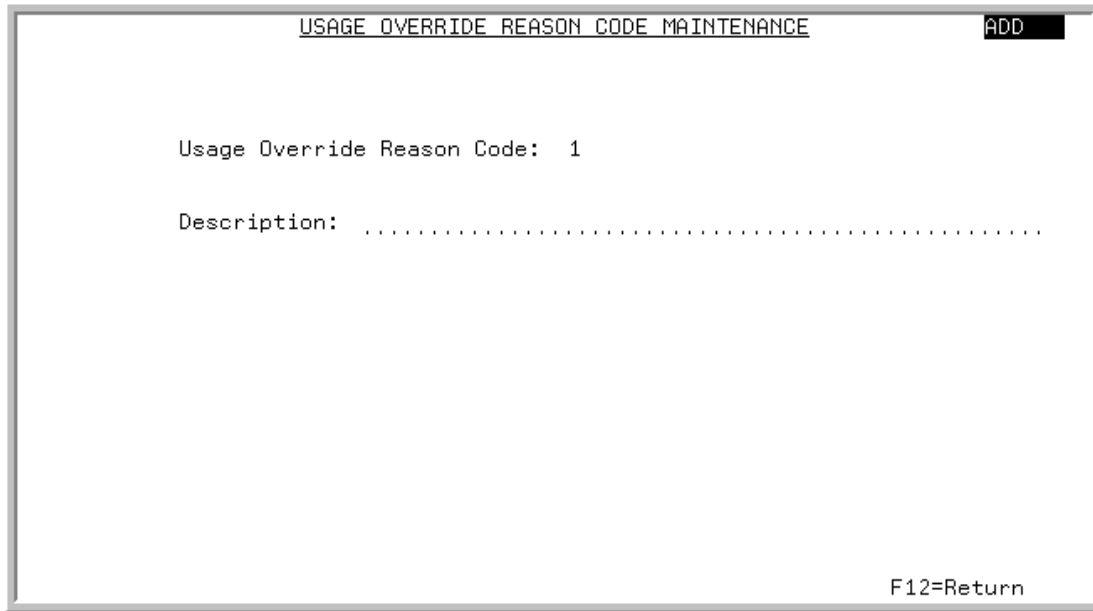 USAGE OVERRIDE REASON CODE MAINTENANCE ADD
Usage Override Reason Code: 1
Description: ..................................................
F12=Return